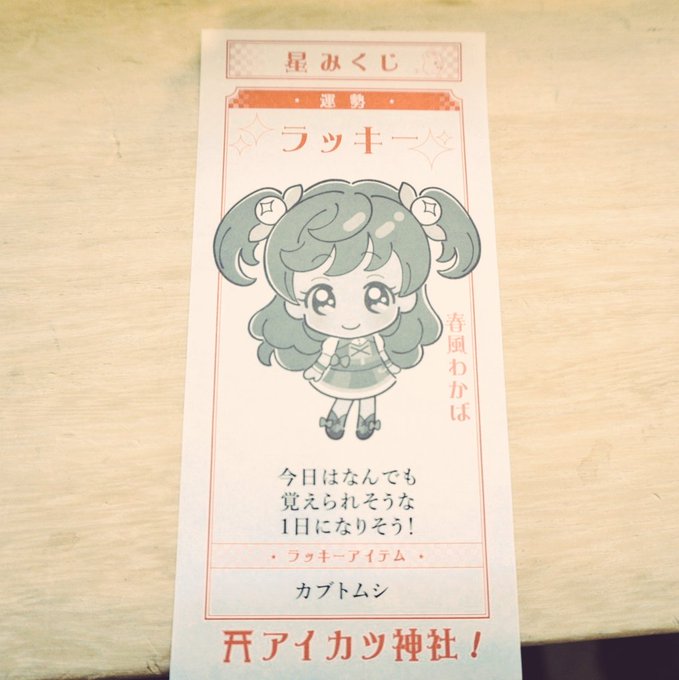 星みくじ
・運勢・
ラッキー
春風わかば
今日はなんでも
覚えられそうな
1日になりそう!
・ラッキーアイテム・
カブトムシ
アイカツ神社!